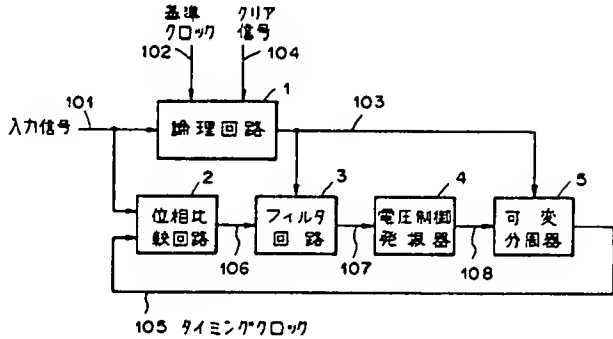 基準
クロック
102
クリア
信号
104
1
101
入力信号
論理回路
103
2
位相比
較回路
106
3
フィルタ
回路
107
4
電圧制御
発振器
108
5
可変
分周器
105 タイミングクロック